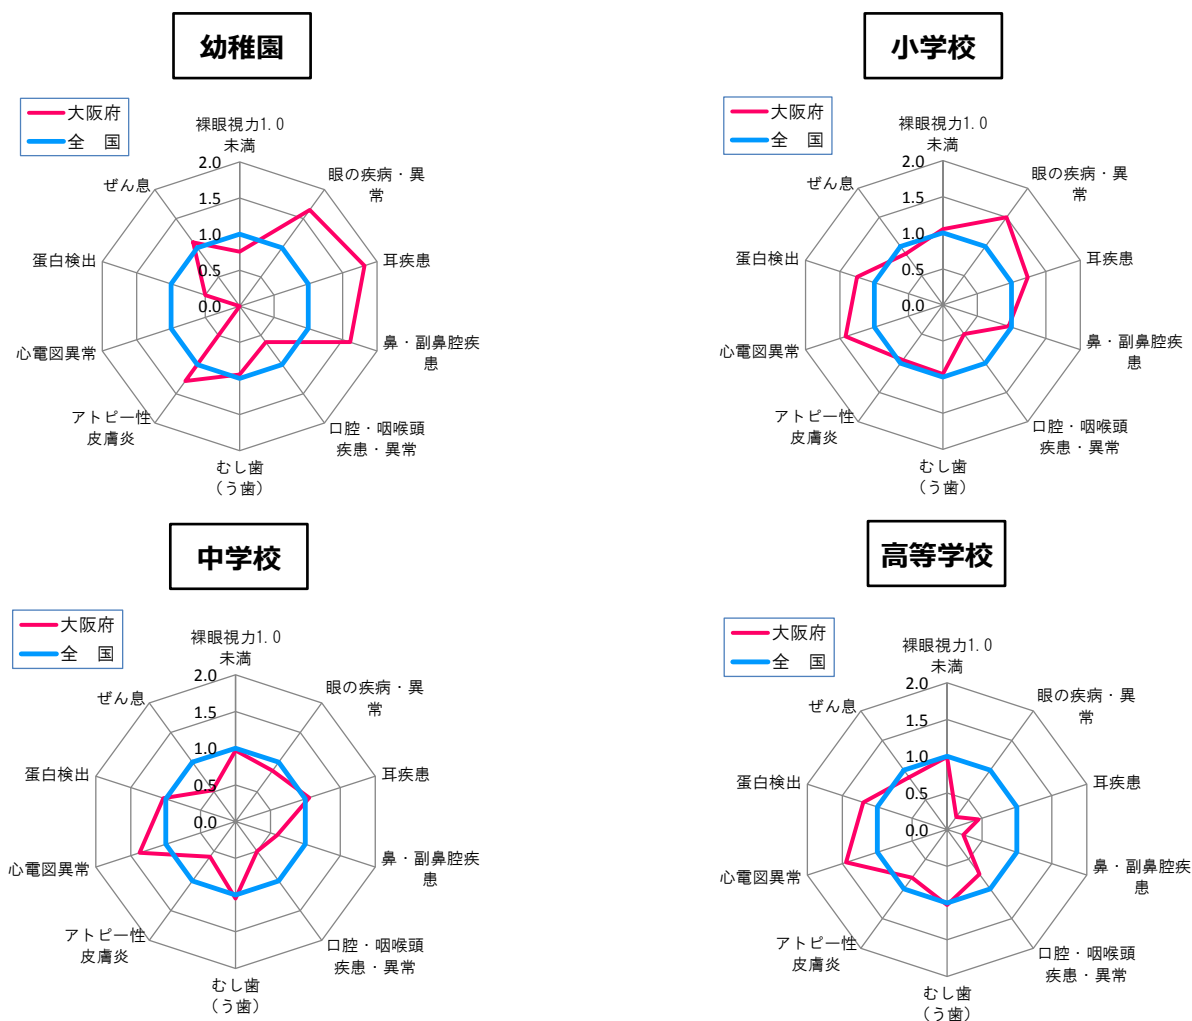 幼稚園
大阪府
全　国
裸眼視力1.0
未満
眼の疾病・異
常
耳疾患
鼻・副鼻腔疾
患
口腔・咽喉頭
疾患・異常
むし歯
（う歯）
アトピー性
皮膚炎
心電図異常
蛋白検出
ぜん息
2.0
1.5
1.0
0.5
0.0
小学校
大阪府
全　国
裸眼視力1.0
未満
眼の疾病・異
常
耳疾患
鼻・副鼻腔疾
患
口腔・咽喉頭
疾患・異常
むし歯
（う歯）
アトピー性
皮膚炎
心電図異常
蛋白検出
ぜん息
2.0
1.5
1.0
0.5
0.0
中学校
大阪府
全　国
裸眼視力1.0
未満
眼の疾病・異
常
耳疾患
鼻・副鼻腔疾
患
口腔・咽喉頭
疾患・異常
むし歯
（う歯）
アトピー性
皮膚炎
心電図異常
蛋白検出
ぜん息
2.0
1.5
1.0
0.5
0.0
高等学校
大阪府
全　国
裸眼視力1.0
未満
眼の疾病・異
常
耳疾患
鼻・副鼻腔疾
患
口腔・咽喉頭
疾患・異常
むし歯
（う歯）
アトピー性
皮膚炎
心電図異常
蛋白検出
ぜん息
2.0
1.5
1.0
0.5
0.0